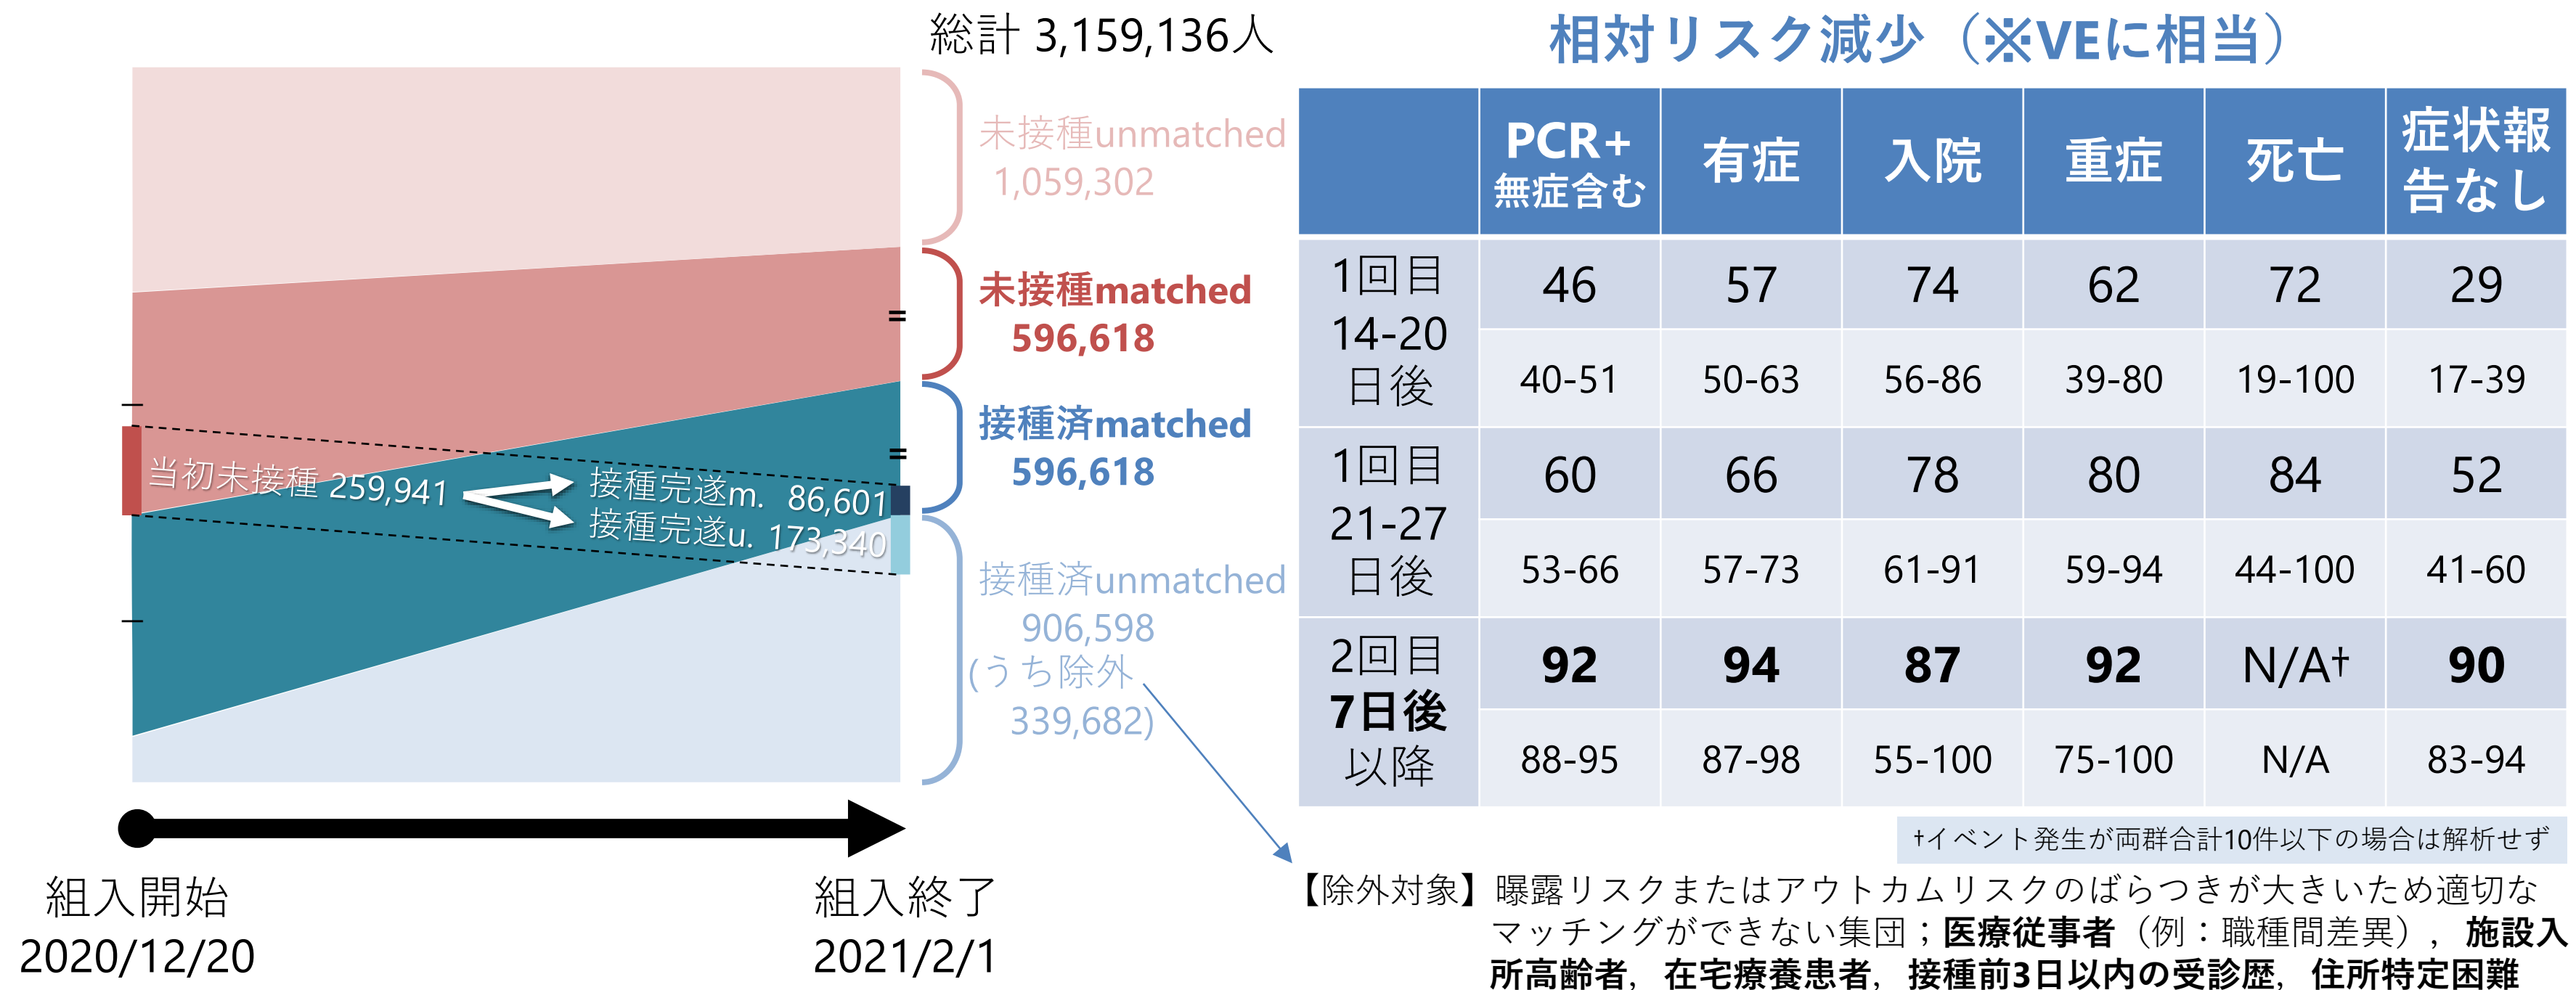 総計 3,159,136人
未接種unmatched
1,059,302
未接種matched
596,618
=
接種済matched
596,618
=
当初未接種 259,941
接種完遂m. 86,601
接種完遂u. 173,340
接種済unmatched
906,598
(うち除外
339,682)
組入開始
2020/12/20
組入終了
2021/2/1
相対リスク減少（※VEに相当）
PCR+
無症含む
有症
入院
重症
死亡
症状報
告なし
1回目
14-20
日後
46 57 74 62 72 29
40-51 50-63 56-86 39-80 19-100 17-39
1回目
21-27
日後
60 66 78 80 84 52
53-66 57-73 61-91 59-94 44-100 41-60
2回目
7日後
以降
92 94 87 92 N/A† 90
88-95 87-98 55-100 75-100 N/A 83-94
†イベント発生が両群合計10件以下の場合は解析せず
【除外対象】曝露リスクまたはアウトカムリスクのばらつきが大きいため適切な
マッチングができない集団；医療従事者（例：職種間差異），施設入
所高齢者，在宅療養患者，接種前3日以内の受診歴，住所特定困難